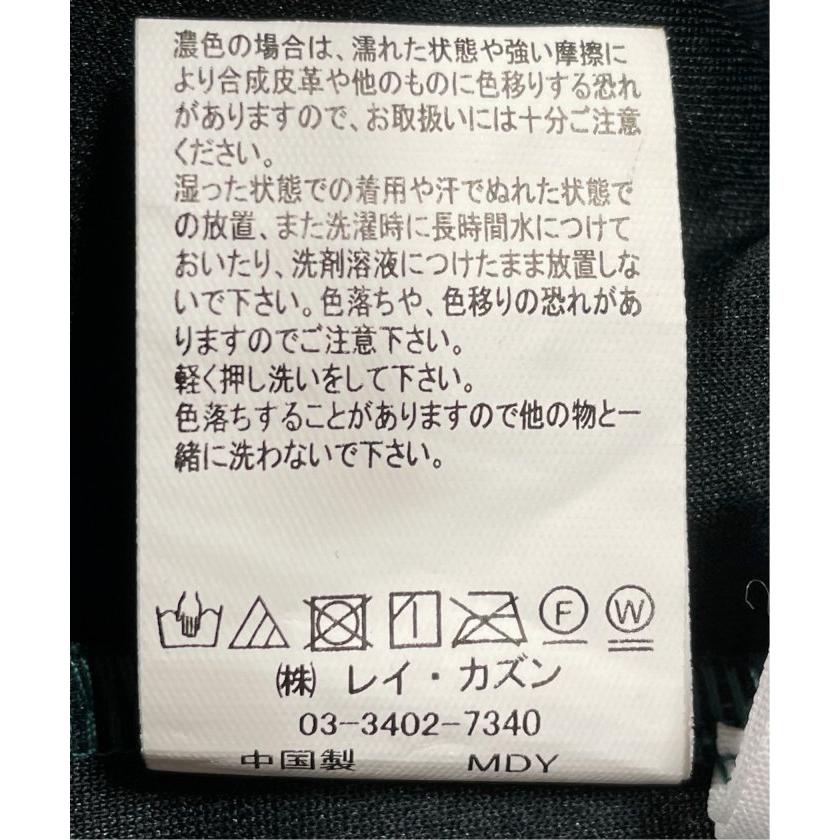 濃色の場合は、濡れた状態や強い摩擦に
より合成皮革や他のものに色移りする恐れ
がありますので、お取扱いには十分ご注意
ください。
湿った状態での着用や汗でぬれた状態で
の放置、また洗濯時に長時間水につけて
おいたり、洗剤溶液につけたまま放置しな
いで下さい。色落ちや、色移りの恐れがあ
りますのでご注意下さい。
軽く押し洗いをして下さい。
色落ちすることがありますので他の物と一
緒に洗わないで下さい。
F W
㈱ レイ・カズン
03-3402-7340
中国製 MDY